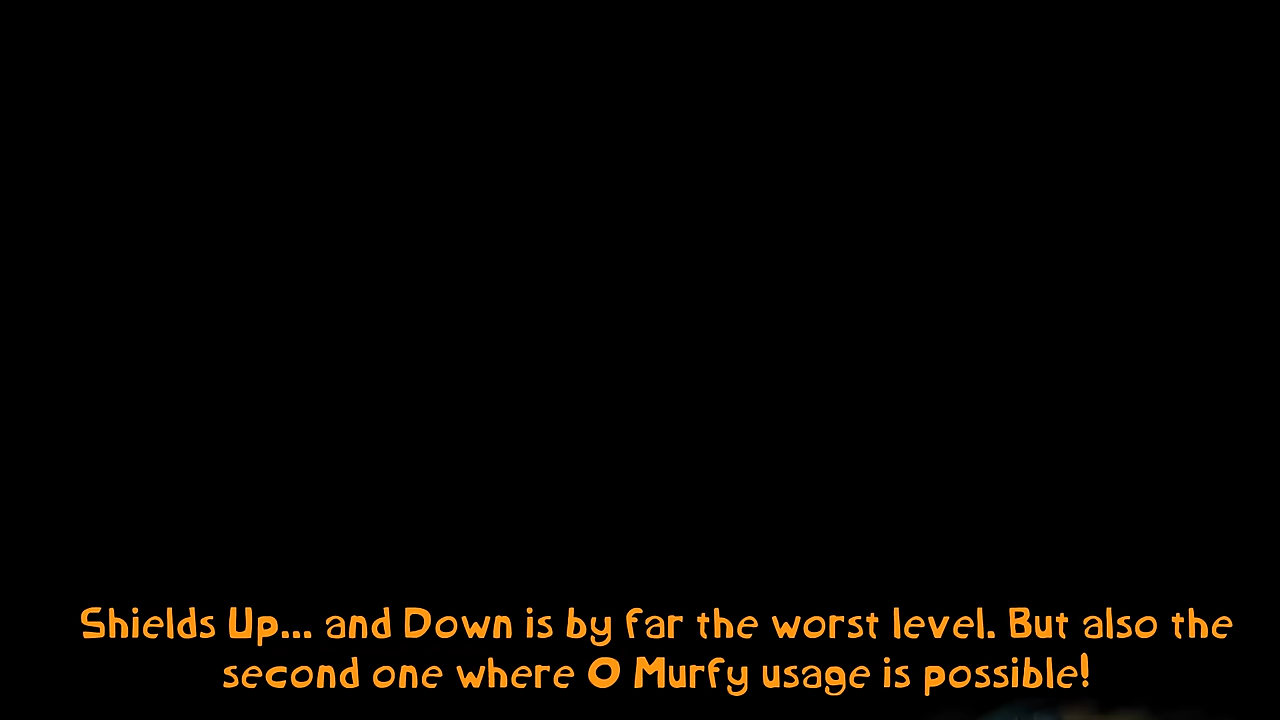 Shields Up... and Down is by far the worst level. But also the
second one where O Murfy usage is possible!